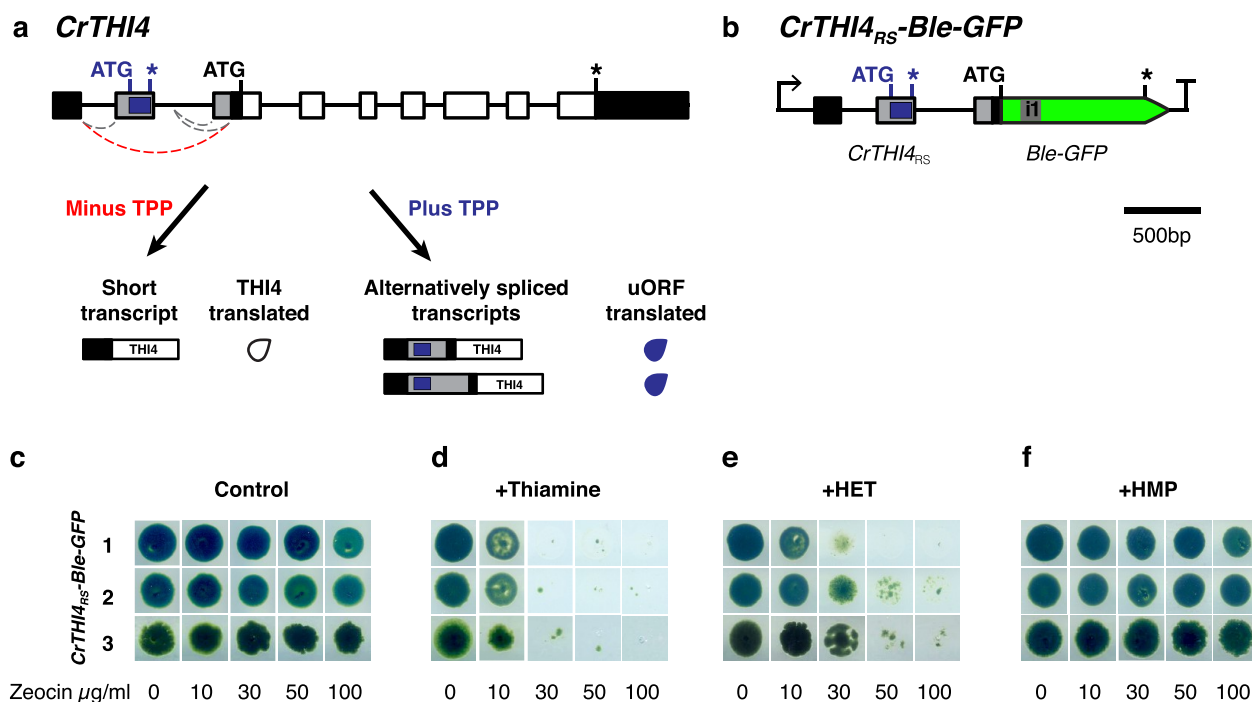 a CrTHI4
ATG * ATG *
Minus TPP Plus TPP
Short
transcript
THI4
translated
Alternatively spliced
transcripts
uORF
translated
THI4
THI4
THI4
b CrTHI4RS-Ble-GFP
ATG * ATG *
i1
CrTHI4RS Ble-GFP
500bp
c Control
d +Thiamine
e +HET
f +HMP
CrTHI4RS-Ble-GFP
1
2
3
Zeocin µg/ml 0 10 30 50 100 0 10 30 50 100 0 10 30 50 100 0 10 30 50 100